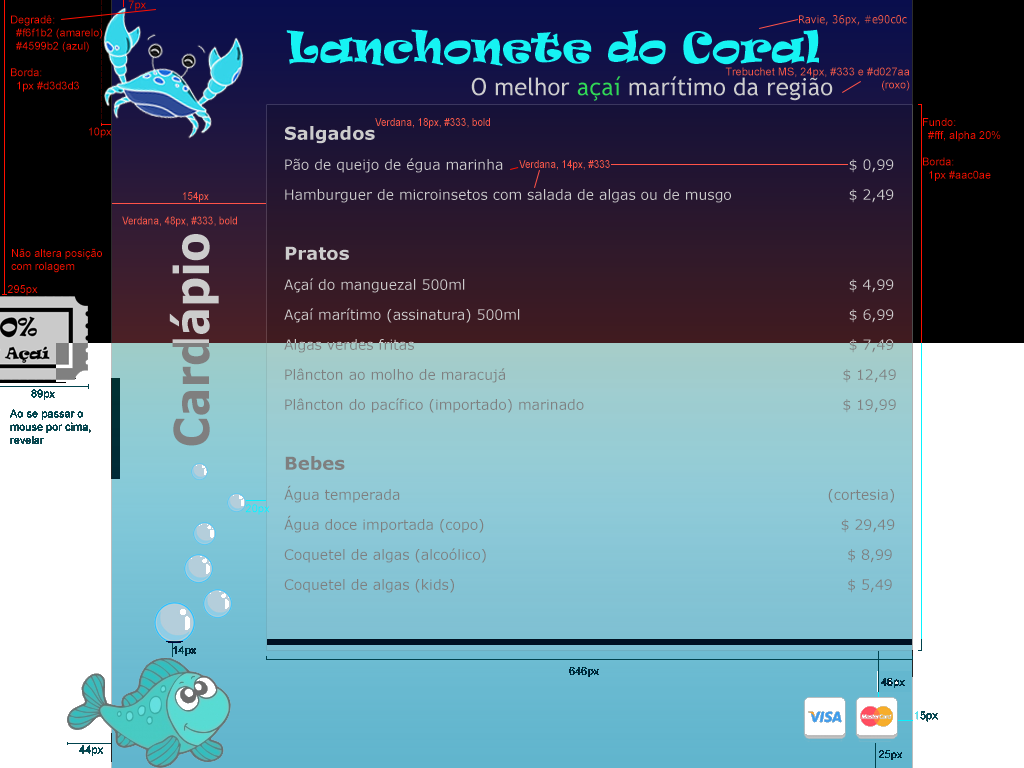 7px
Degradê:
#f6f1b2 (amarelo)
#4599b2 (azul)
Borda:
1px #d3d3d3
10px
Lanchonete do Coral
Ravie, 36px, #e90c0c
O melhor açaí marítimo da região
Trebuchet MS, 24px, #333 e #d027aa
(roxo)
Fundo:
#fff, alpha 20%
Borda:
1px #aac0ae
154px
Verdana, 48px, #333, bold
Cardápio
Não altera posição
com rolagem
295px
0%
Açaí
89px
Ao se passar o
mouse por cima,
revelar
Salgados
Verdana, 18px, #333, bold
Pão de queijo de égua marinha
Verdana, 14px, #333
$ 0,99
Hamburguer de microinsetos com salada de algas ou de musgo $ 2,49
Pratos
Açaí do manguezal 500ml $ 4,99
Açaí marítimo (assinatura) 500ml $ 6,99
Algas verdes fritas $ 7,49
Plâncton ao molho de maracujá $ 12,49
Plâncton do pacífico (importado) marinado $ 19,99
Bebes
Água temperada (cortesia)
Água doce importada (copo) $ 29,49
Coquetel de algas (alcoólico) $ 8,99
Coquetel de algas (kids) $ 5,49
14px
646px
46px
VISA
MasterCard
15px
25px
44px